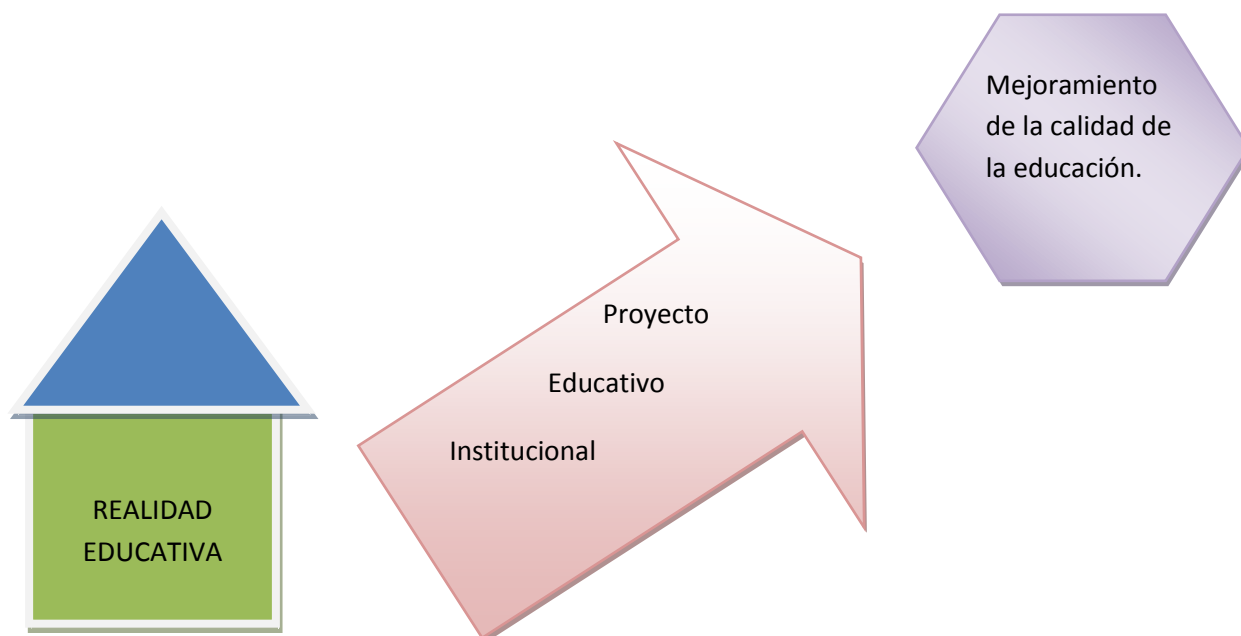 REALIDAD
EDUCATIVA
Proyecto
Educativo
Institucional
Mejoramiento
de la calidad de
la educación.